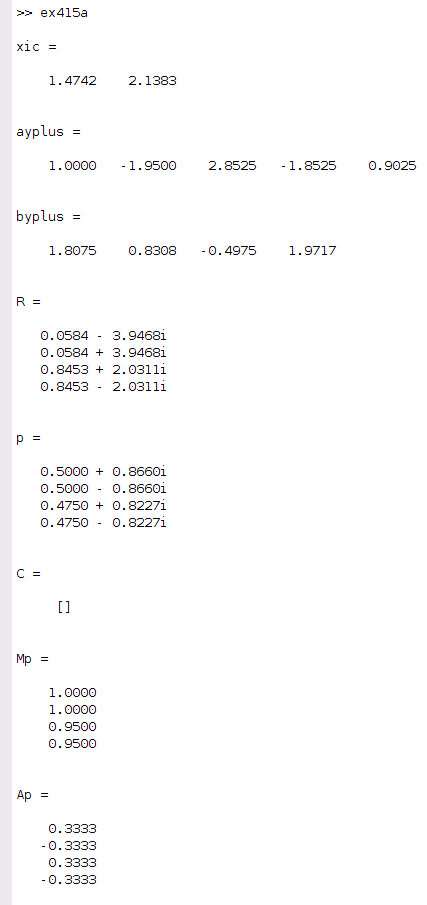 >> ex415a
xic =
1.4742 2.1383
ayplus =
1.0000 -1.9500 2.8525 -1.8525 0.9025
byplus =
1.8075 0.8308 -0.4975 1.9717
R =
0.0584 - 3.9468i
0.0584 + 3.9468i
0.8453 + 2.0311i
0.8453 - 2.0311i
p =
0.5000 + 0.8660i
0.5000 - 0.8660i
0.4750 + 0.8227i
0.4750 - 0.8227i
C =
[]
Mp =
1.0000
1.0000
0.9500
0.9500
Ap =
0.3333
-0.3333
0.3333
-0.3333